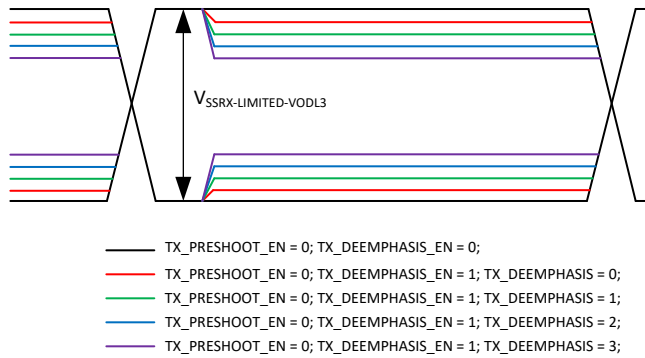 VSSRX-LIMITED-VODL3
TX_PRESHOOT_EN = 0; TX_DEEMPHASIS_EN = 0;
TX_PRESHOOT_EN = 0; TX_DEEMPHASIS_EN = 1; TX_DEEMPHASIS = 0;
TX_PRESHOOT_EN = 0; TX_DEEMPHASIS_EN = 1; TX_DEEMPHASIS = 1;
TX_PRESHOOT_EN = 0; TX_DEEMPHASIS_EN = 1; TX_DEEMPHASIS = 2;
TX_PRESHOOT_EN = 0; TX_DEEMPHASIS_EN = 1; TX_DEEMPHASIS = 3;